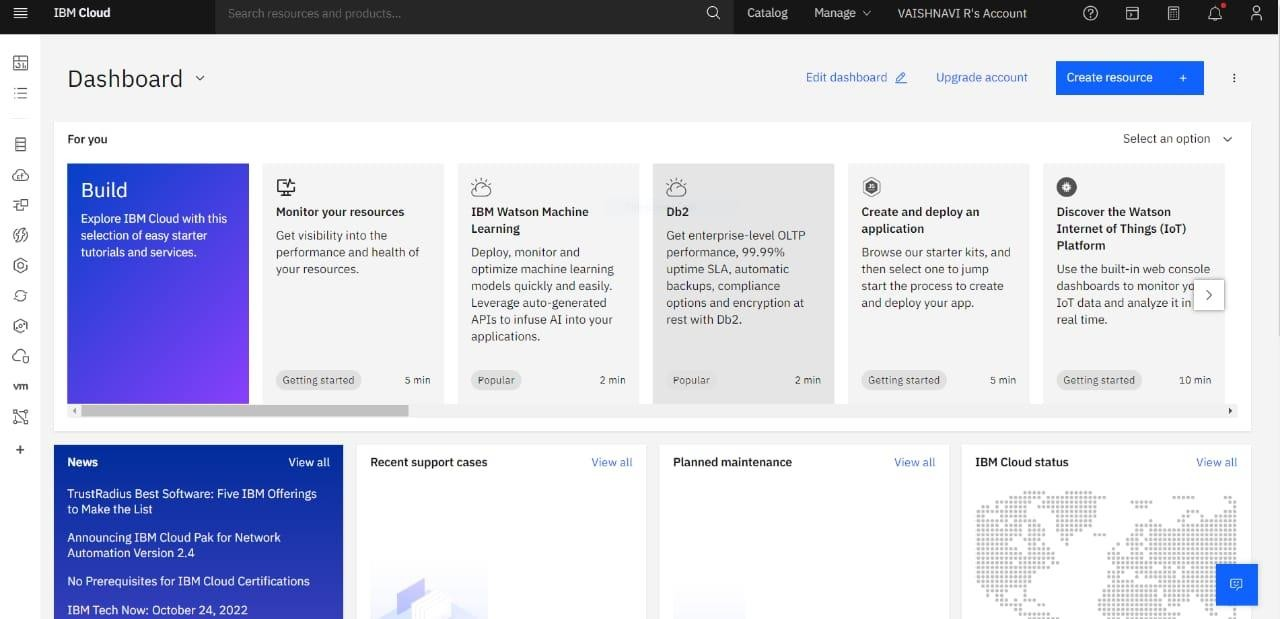 IBM Cloud
Search resources and products...
Catalog
Manage
VAISHNAVI R's Account
Dashboard
Edit dashboard
Upgrade account
Create resource +
For you
Select an option
Build
Explore IBM Cloud with this
selection of easy starter
tutorials and services.
Monitor your resources
Get visibility into the
performance and health of
your resources.
Getting started
5 min
IBM Watson Machine
Learning
Deploy, monitor and
optimize machine learning
models quickly and easily.
Leverage auto-generated
APIs to infuse AI into your
applications.
Popular
2 min
Db2
Get enterprise-level OLTP
performance, 99.99%
uptime SLA, automatic
backups, compliance
options and encryption at
rest with Db2.
Popular
2 min
JS
Create and deploy an
application
Browse our starter kits, and
then select one to jump
start the process to create
and deploy your app.
Getting started
5 min
Discover the Watson
Internet of Things (IoT)
Platform
Use the built-in web console
dashboards to monitor
IoT data and analyze it in
real time.
Getting started
10 min
vm
+
News
View all
TrustRadius Best Software: Five IBM Offerings
to Make the List
Announcing IBM Cloud Pak for Network
Automation Version 2.4
No Prerequisites for IBM Cloud Certifications
IBM Tech Now: October 24, 2022
Recent support cases
View all
Planned maintenance
View all
IBM Cloud status
View all